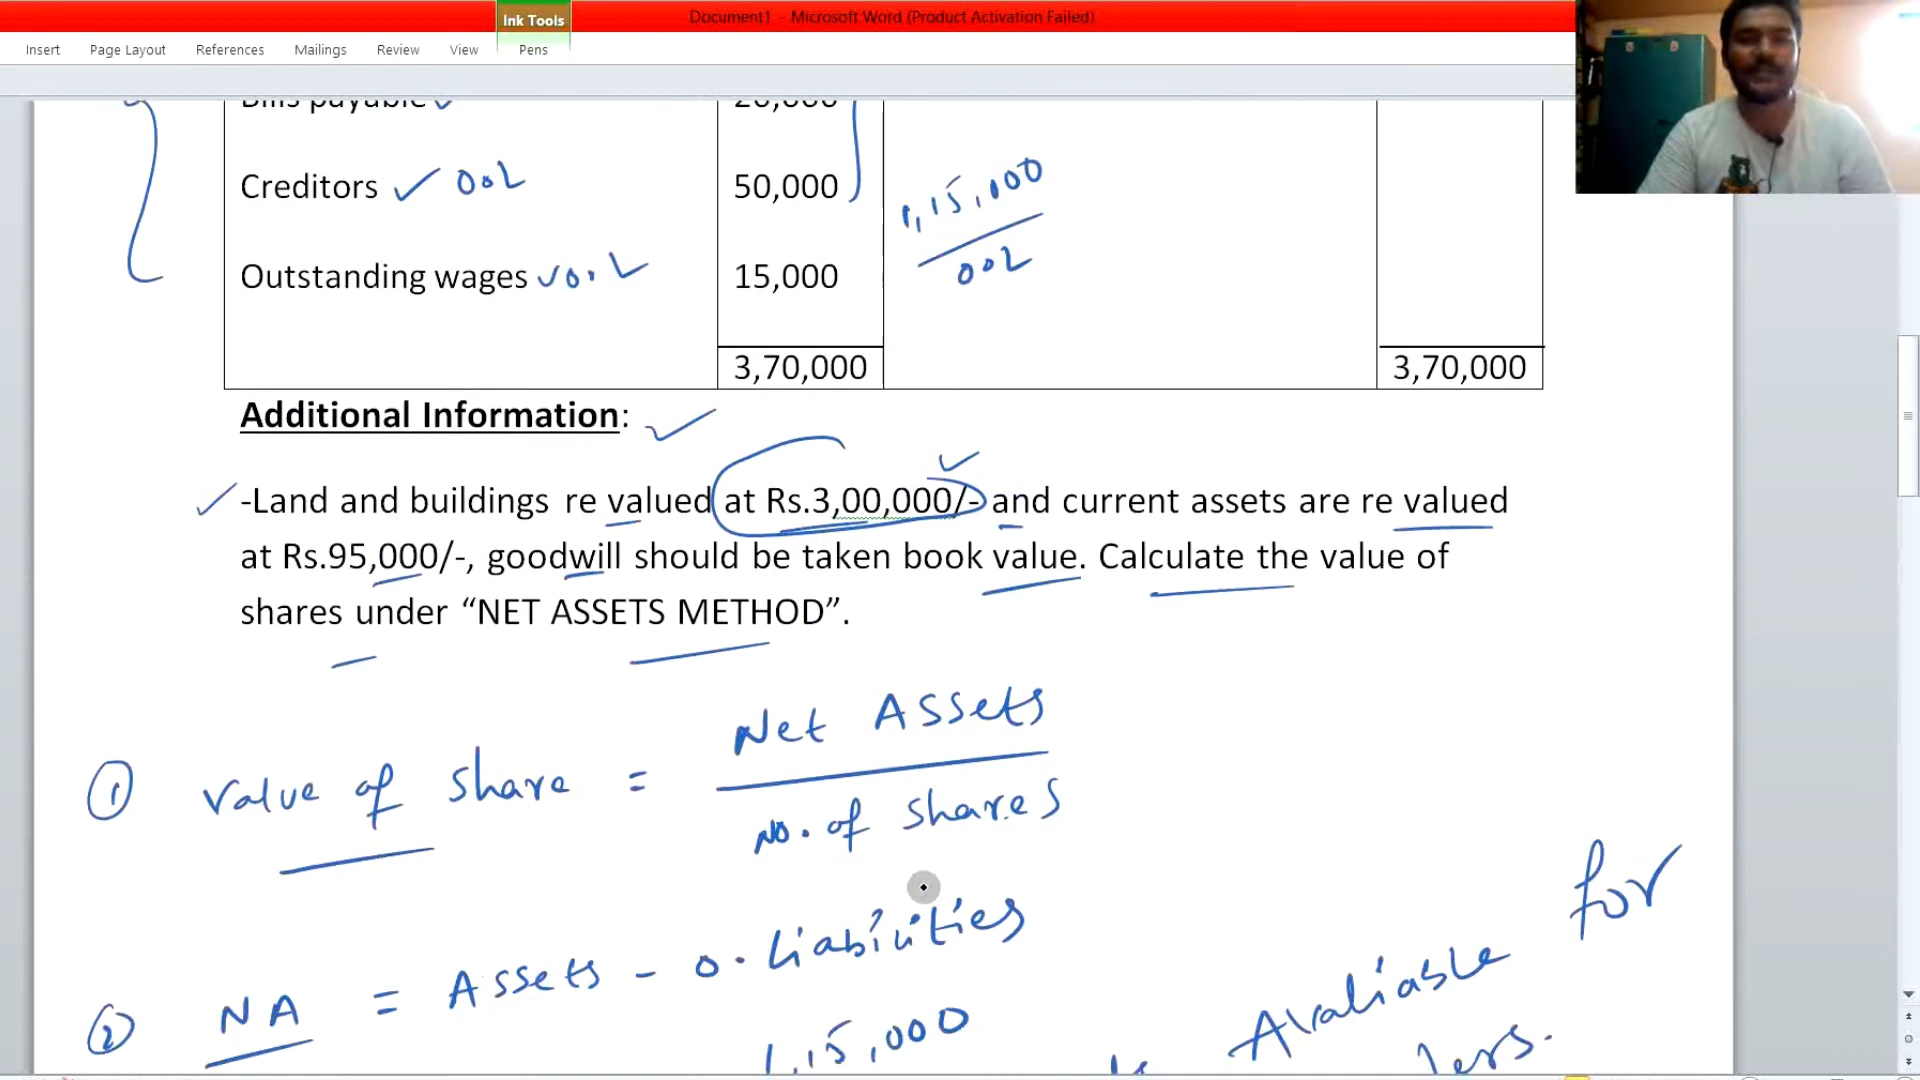 Ink Tools
Document1 - Microsoft Word (Product Activation Failed)
Insert Page Layout References Mailings Review View Pens
Bills payable 20,000
Creditors O.L 50,000
1,15,000
O.L
Outstanding wages O.L 15,000
3,70,000 3,70,000
Additional Information:
-Land and buildings re valued at Rs.3,00,000/- and current assets are re valued
at Rs.95,000/-, goodwill should be taken book value. Calculate the value of
shares under “NET ASSETS METHOD”.
① Value of share = Net Assets
No. of shares
② NA = Assets - O. Liabilities
1,15,000
Avaliable for